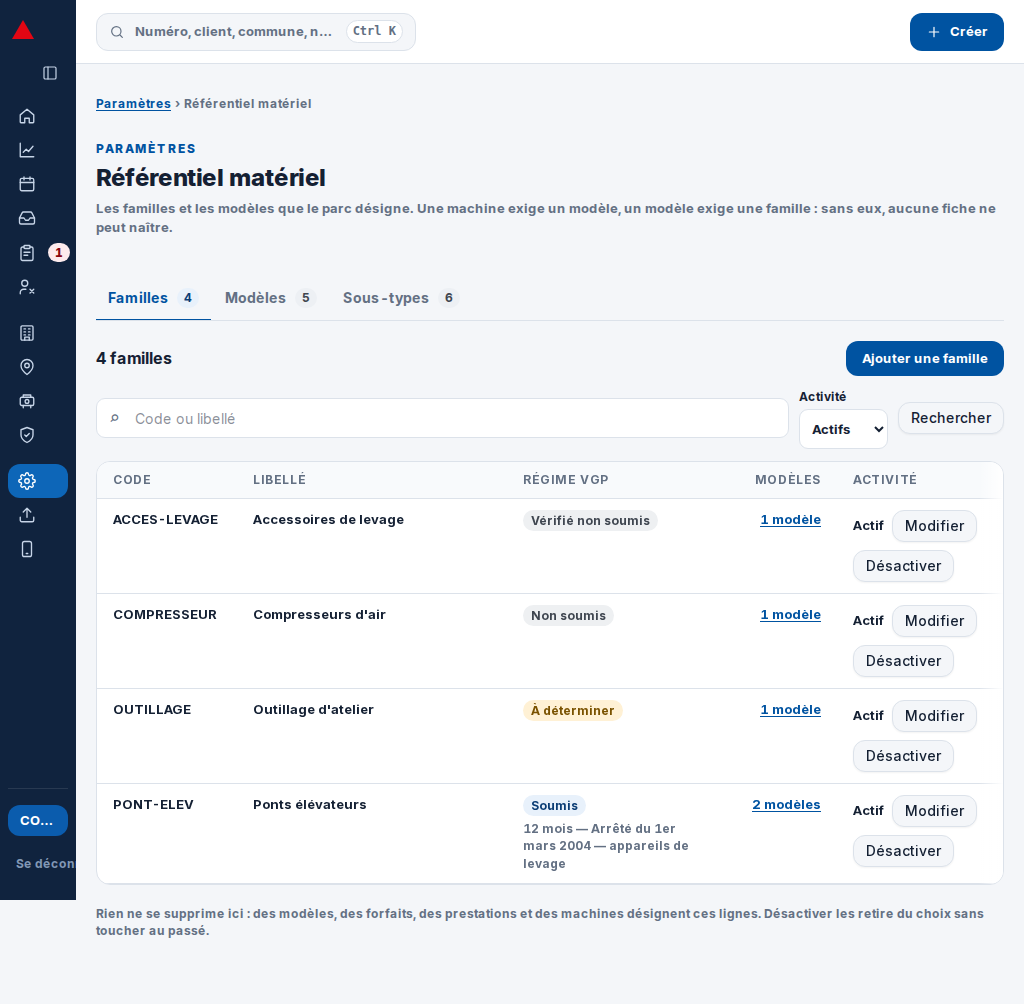 Numéro, client, commune, n…
Ctrl K
Créer
Paramètres › Référentiel matériel
PARAMÈTRES
Référentiel matériel
Les familles et les modèles que le parc désigne. Une machine exige un modèle, un modèle exige une famille : sans eux, aucune fiche ne
peut naître.
1
Familles 4 Modèles 5 Sous-types 6
4 familles
Ajouter une famille
Activité
Code ou libellé
Actifs
Rechercher
CODE LIBELLÉ RÉGIME VGP MODÈLES ACTIVITÉ
ACCES-LEVAGE Accessoires de levage Vérifié non soumis 1 modèle Actif Modifier
Désactiver
COMPRESSEUR Compresseurs d'air Non soumis 1 modèle Actif Modifier
Désactiver
OUTILLAGE Outillage d'atelier À déterminer 1 modèle Actif Modifier
Désactiver
PONT-ELEV Ponts élévateurs Soumis 2 modèles Actif Modifier
12 mois — Arrêté du 1er
mars 2004 — appareils de
levage
Désactiver
CO…
Se décon
Rien ne se supprime ici : des modèles, des forfaits, des prestations et des machines désignent ces lignes. Désactiver les retire du choix sans
toucher au passé.